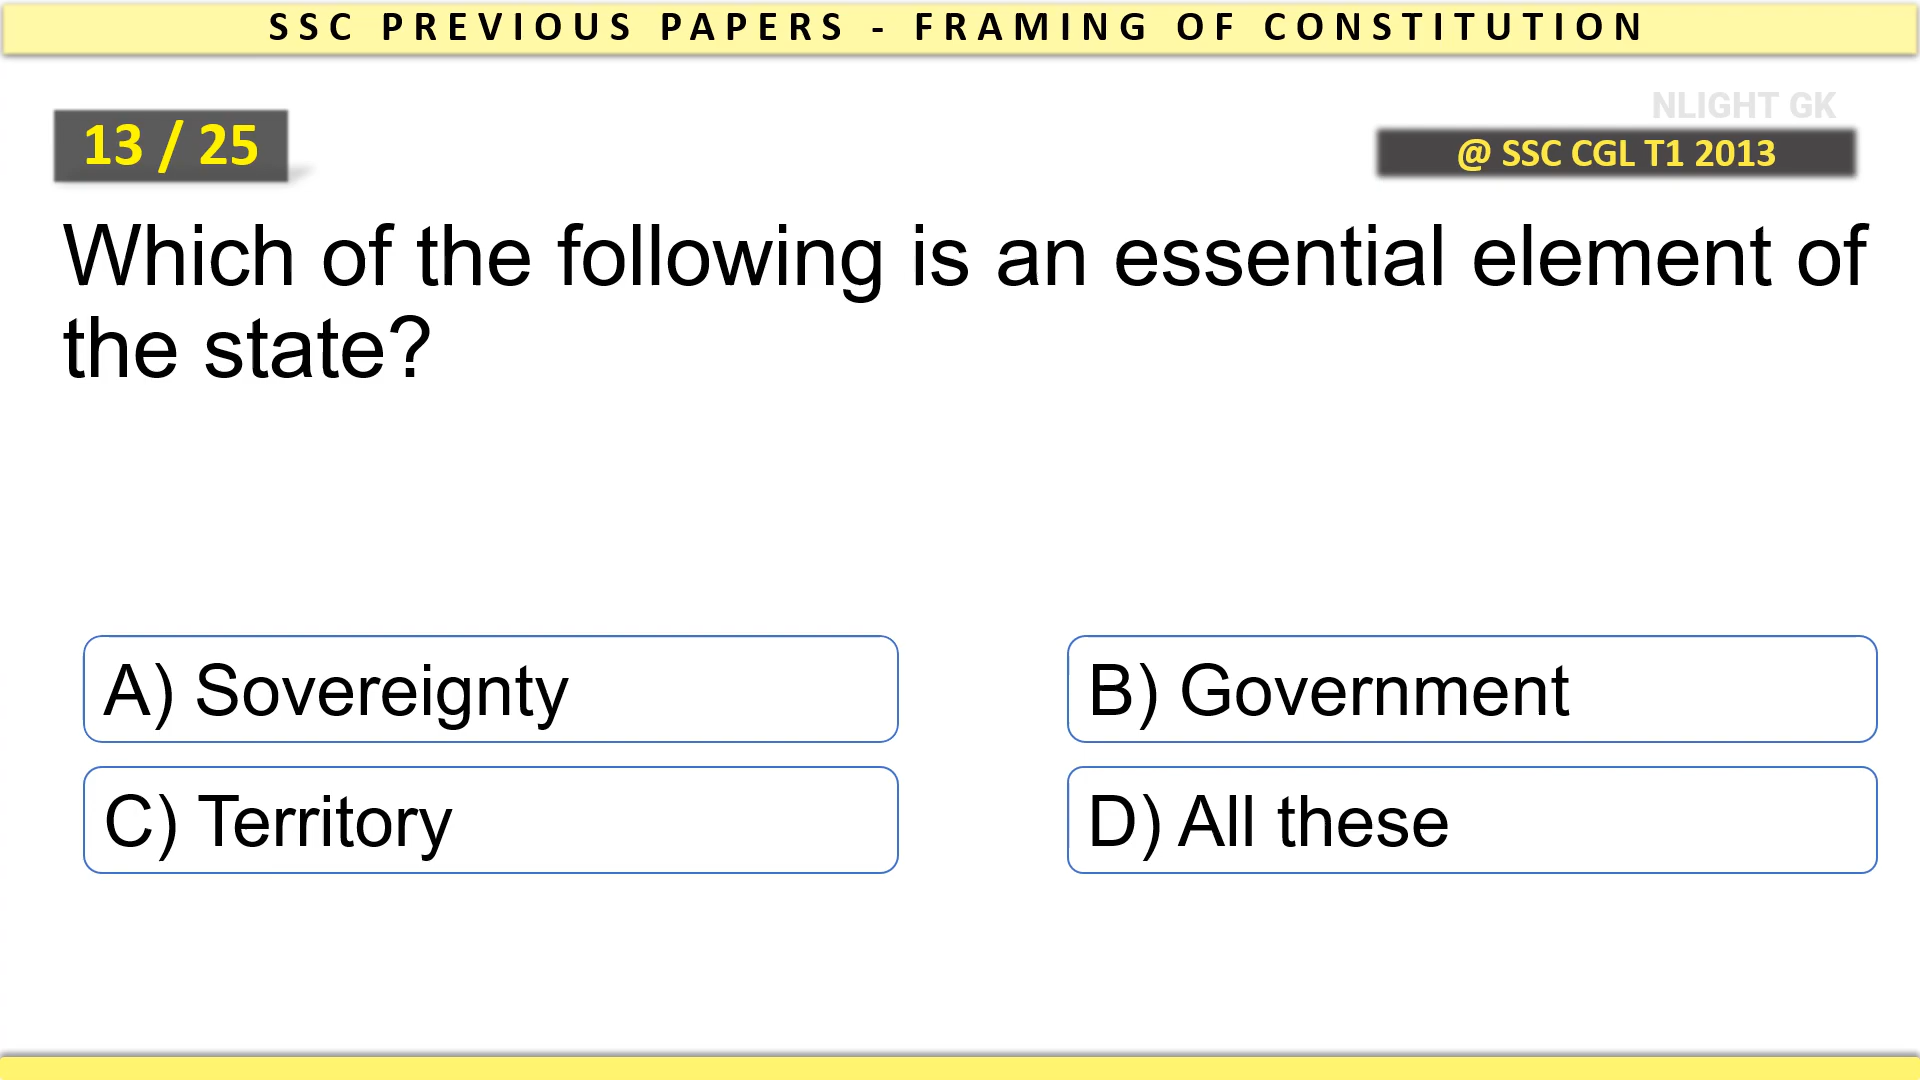 SSC PREVIOUS PAPERS - FRAMING OF CONSTITUTION
NLIGHT GK
13 / 25
@ SSC CGL T1 2013
Which of the following is an essential element of
the state?
A) Sovereignty
B) Government
C) Territory
D) All these